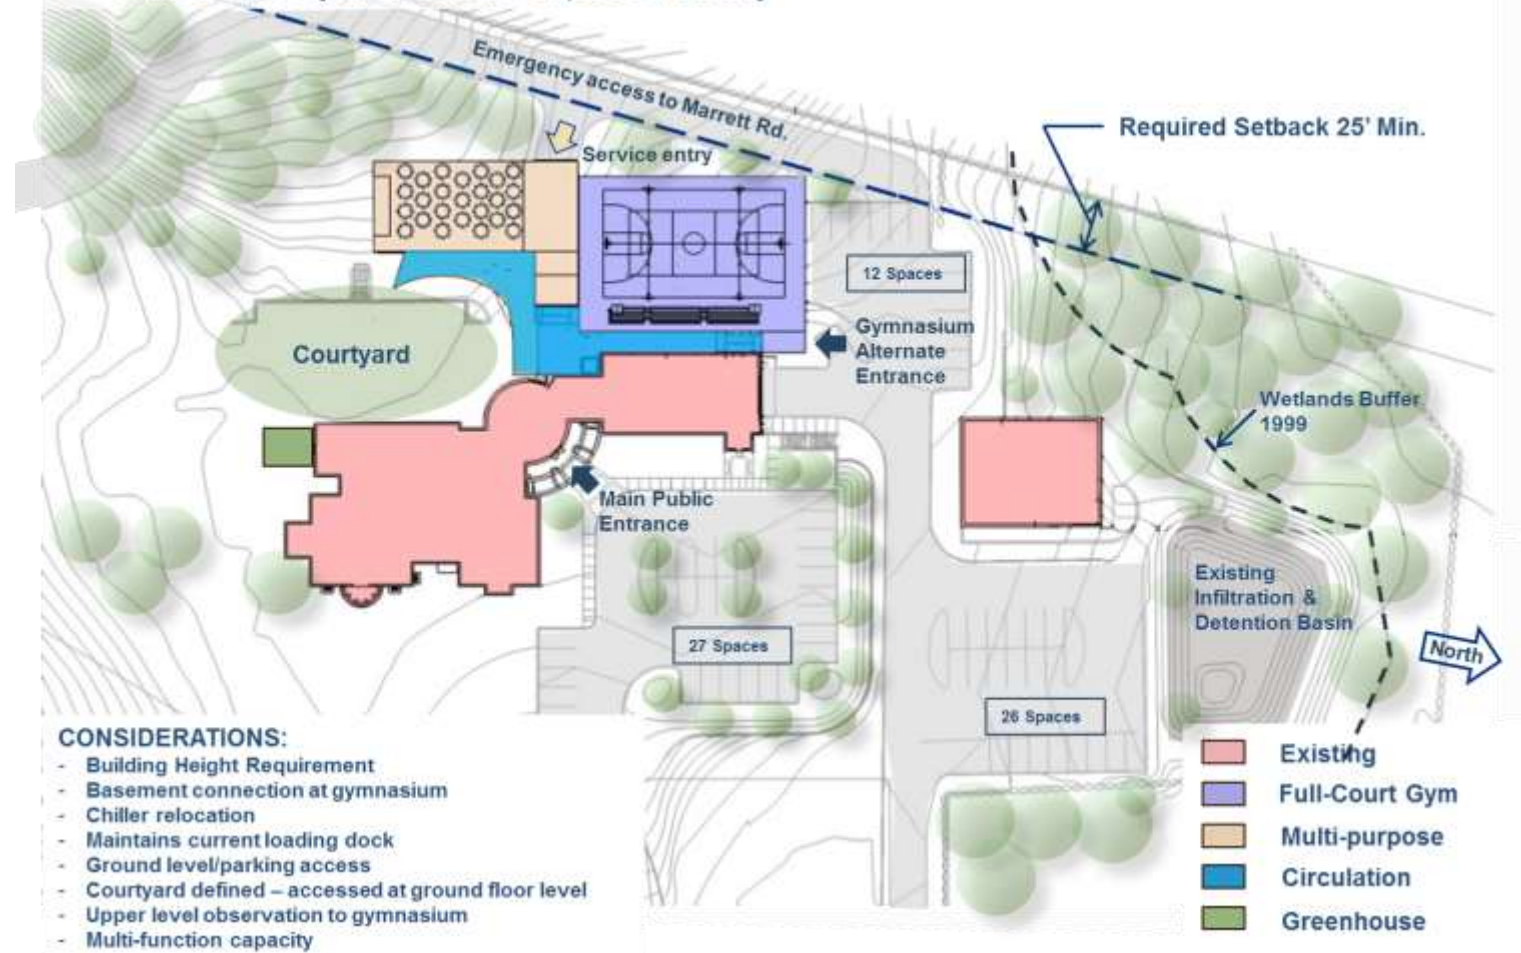 Emergency access to Marrett Rd.
Required Setback 25' Min.
Service entry
12 Spaces
Gymnasium
Alternate
Entrance
Courtyard
Wetlands Buffer
1999
Main Public
Entrance
Existing
Infiltration &
Detention Basin
27 Spaces
North
26 Spaces
CONSIDERATIONS:
- Building Height Requirement
- Basement connection at gymnasium
- Chiller relocation
- Maintains current loading dock
- Ground level/parking access
- Courtyard defined – accessed at ground floor level
- Upper level observation to gymnasium
- Multi-function capacity
Existing
Full-Court Gym
Multi-purpose
Circulation
Greenhouse